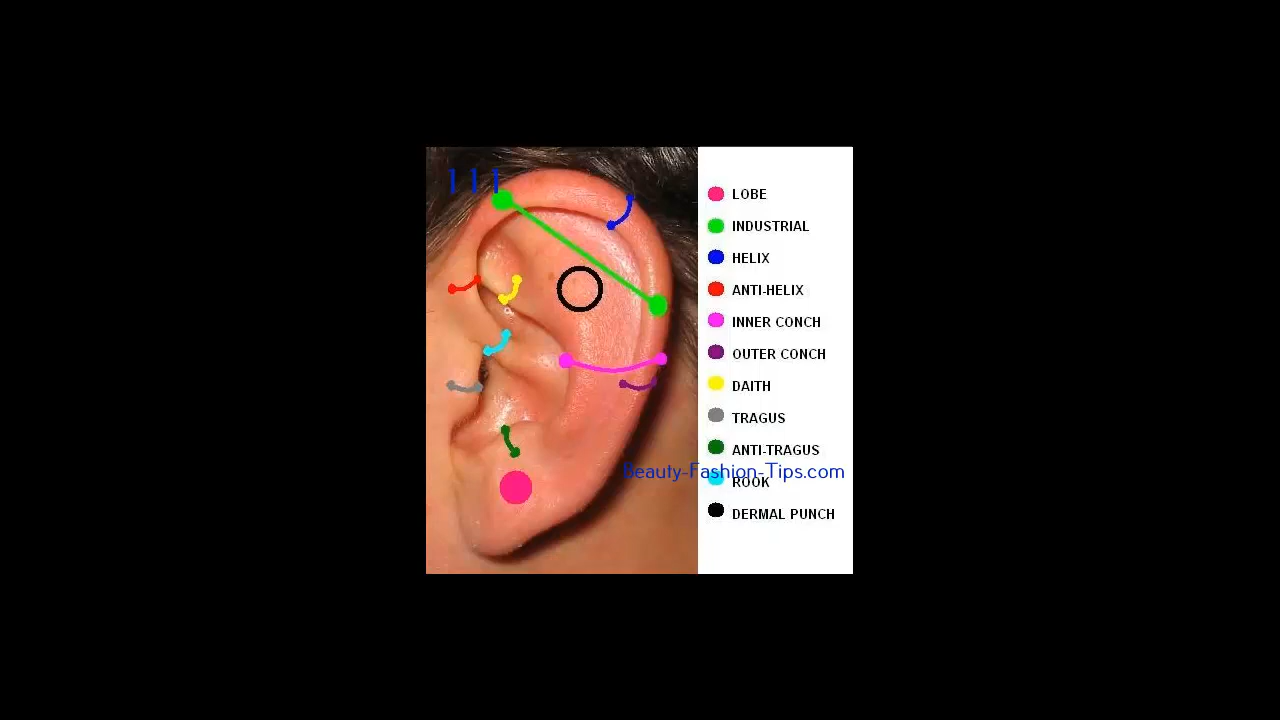 111
LOBE
INDUSTRIAL
HELIX
ANTI-HELIX
INNER CONCH
OUTER CONCH
DAITH
TRAGUS
ANTI-TRAGUS
Beauty-Fashion-Tips.com
ROOK
DERMAL PUNCH